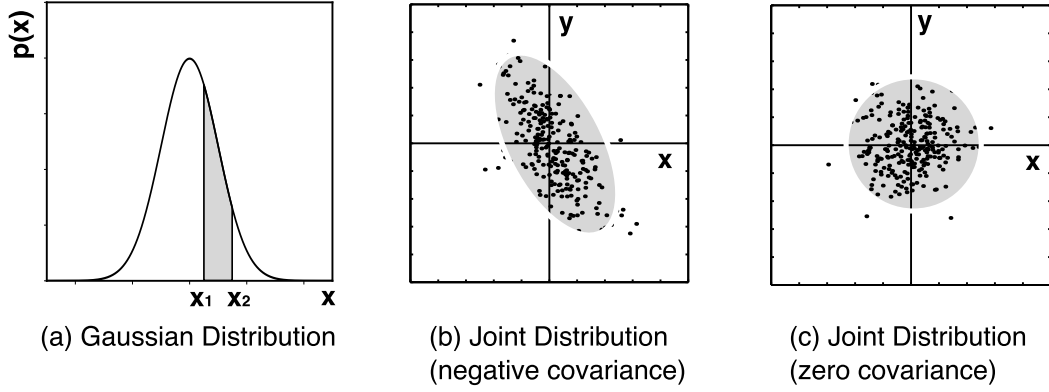 p(x)
x1 x2 x
(a) Gaussian Distribution
y
x
(b) Joint Distribution
(negative covariance)
y
x
(c) Joint Distribution
(zero covariance)